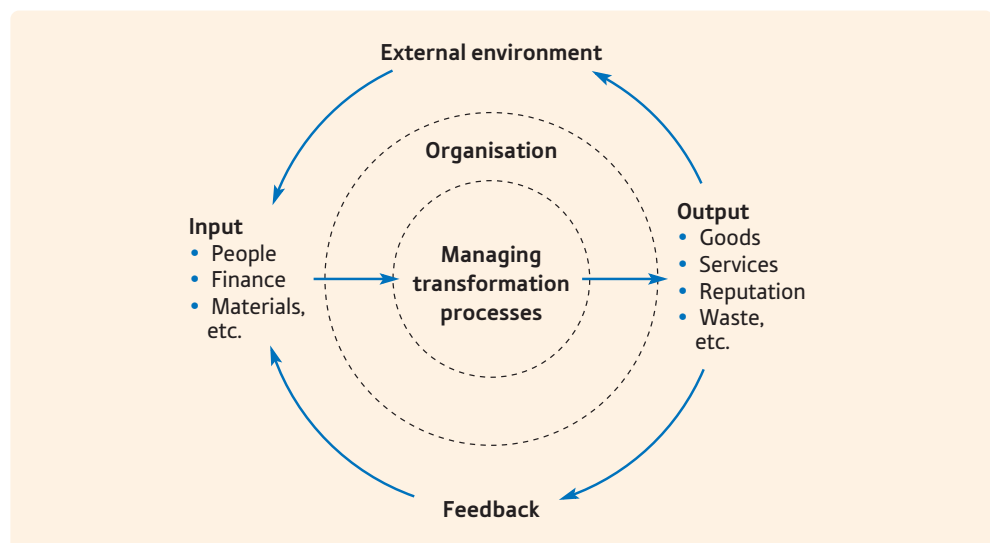 External environment
Organisation
Input
• People
• Finance
• Materials,
etc.
Managing
transformation
processes
Output
• Goods
• Services
• Reputation
• Waste,
etc.
Feedback